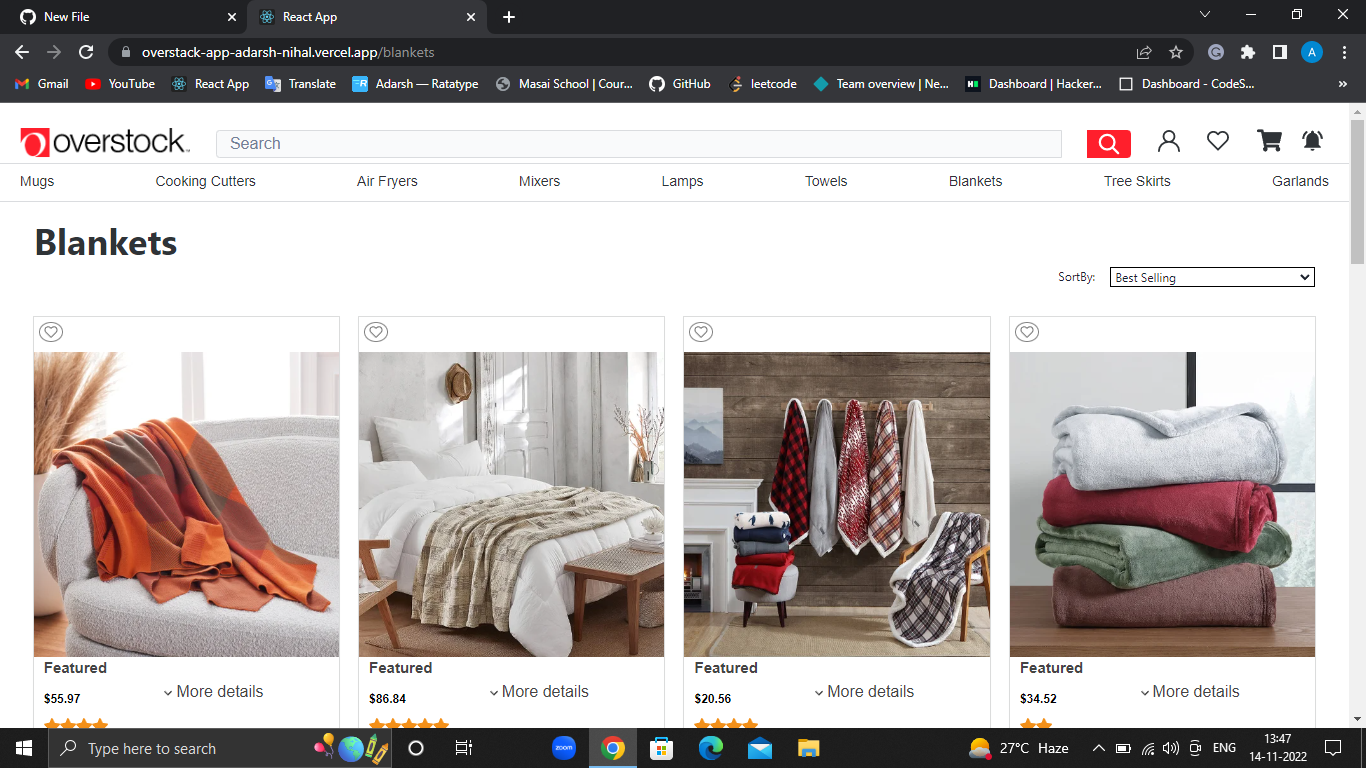 New File
React App
overstack-app-adarsh-nihal.vercel.app/blankets
A
Gmail
YouTube
React App
Translate
Adarsh — Ratatype
Masai School | Cour...
GitHub
leetcode
Team overview | Ne...
Dashboard | Hacker...
Dashboard - CodeS...
»
overstock™
Search
Mugs
Cooking Cutters
Air Fryers
Mixers
Lamps
Towels
Blankets
Tree Skirts
Garlands
Blankets
SortBy:
Best Selling
Featured
$55.97
More details
Featured
$86.84
More details
Featured
$20.56
More details
Featured
$34.52
More details
Type here to search
zoom
27°C Haze
ENG
13:47
14-11-2022